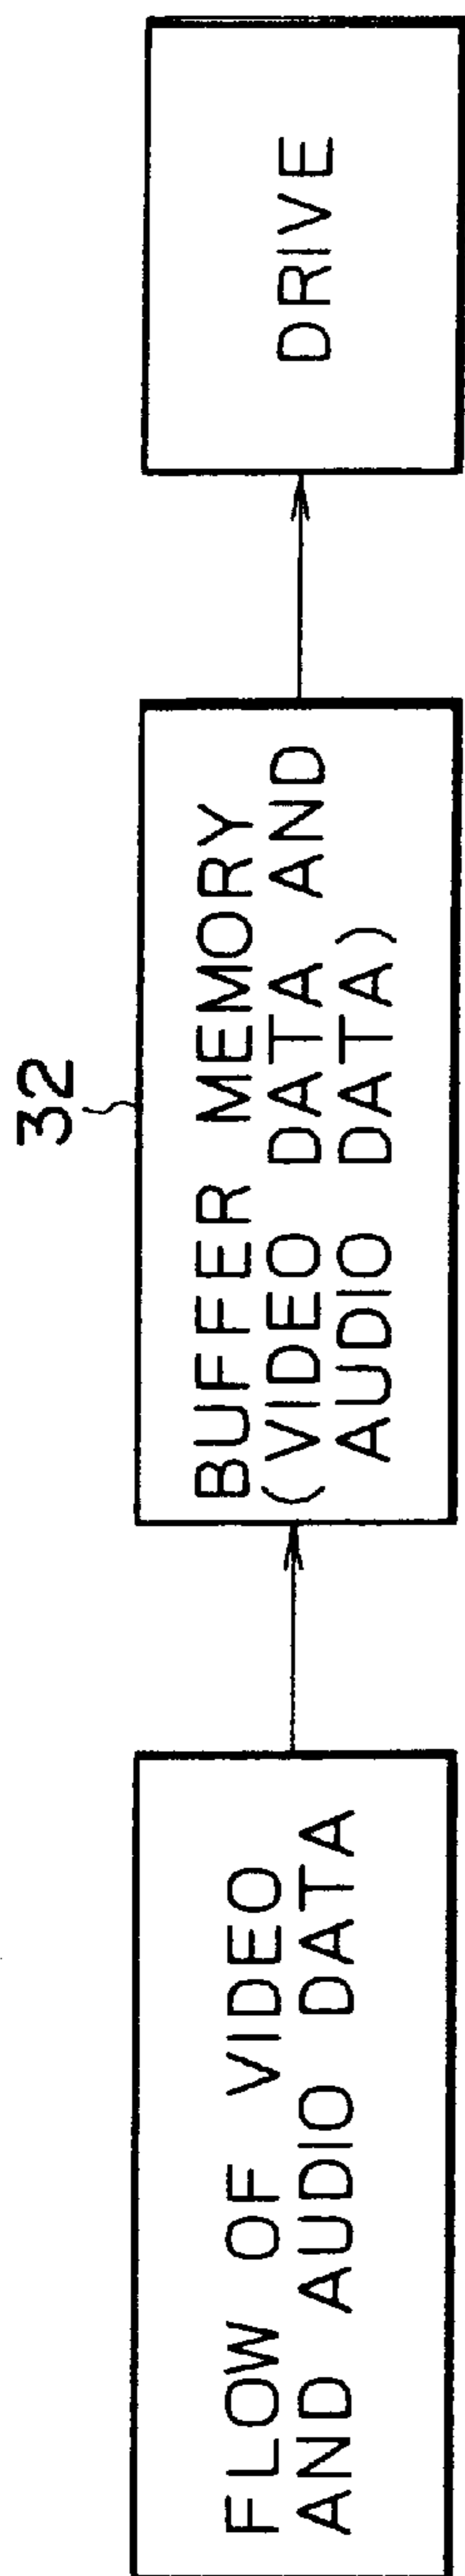 FLOW OF VIDEO
AND AUDIO DATA
32
BUFFER MEMORY
(VIDEO DATA AND
AUDIO DATA)
DRIVE